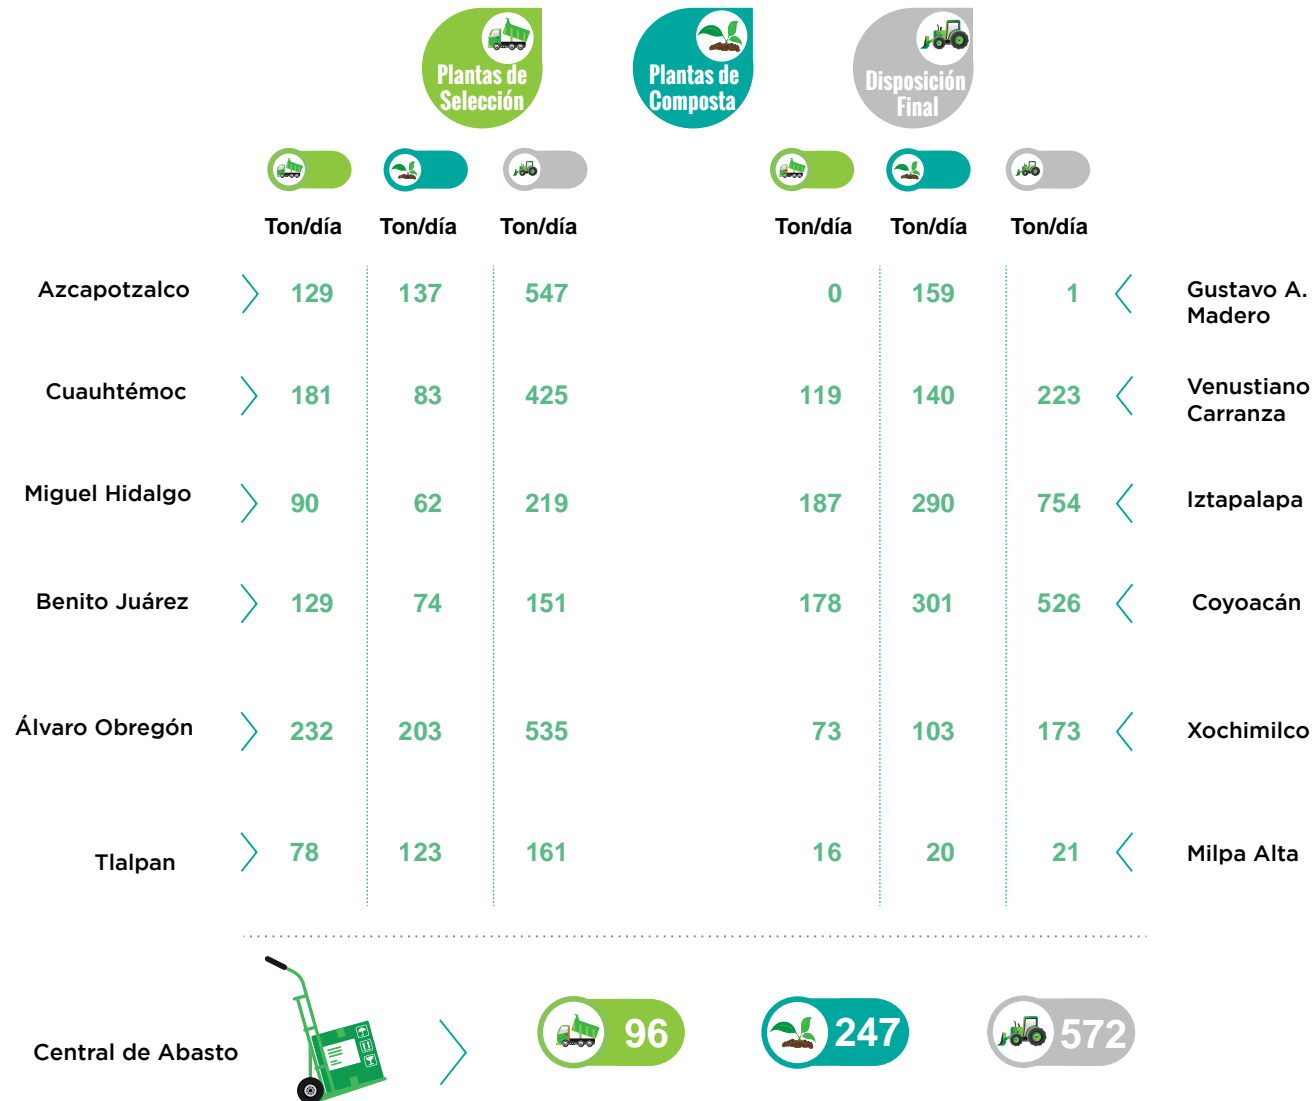 Plantas de
Selección
Plantas de
Composta
Disposición
Final
Ton/día Ton/día Ton/día Ton/día Ton/día Ton/día
Azcapotzalco 129 137 547 0 159 1 Gustavo A.
Madero
Cuauhtémoc 181 83 425 119 140 223 Venustiano
Carranza
Miguel Hidalgo 90 62 219 187 290 754 Iztapalapa
Benito Juárez 129 74 151 178 301 526 Coyoacán
Álvaro Obregón 232 203 535 73 103 173 Xochimilco
Tlalpan 78 123 161 16 20 21 Milpa Alta
Central de Abasto 96 247 572